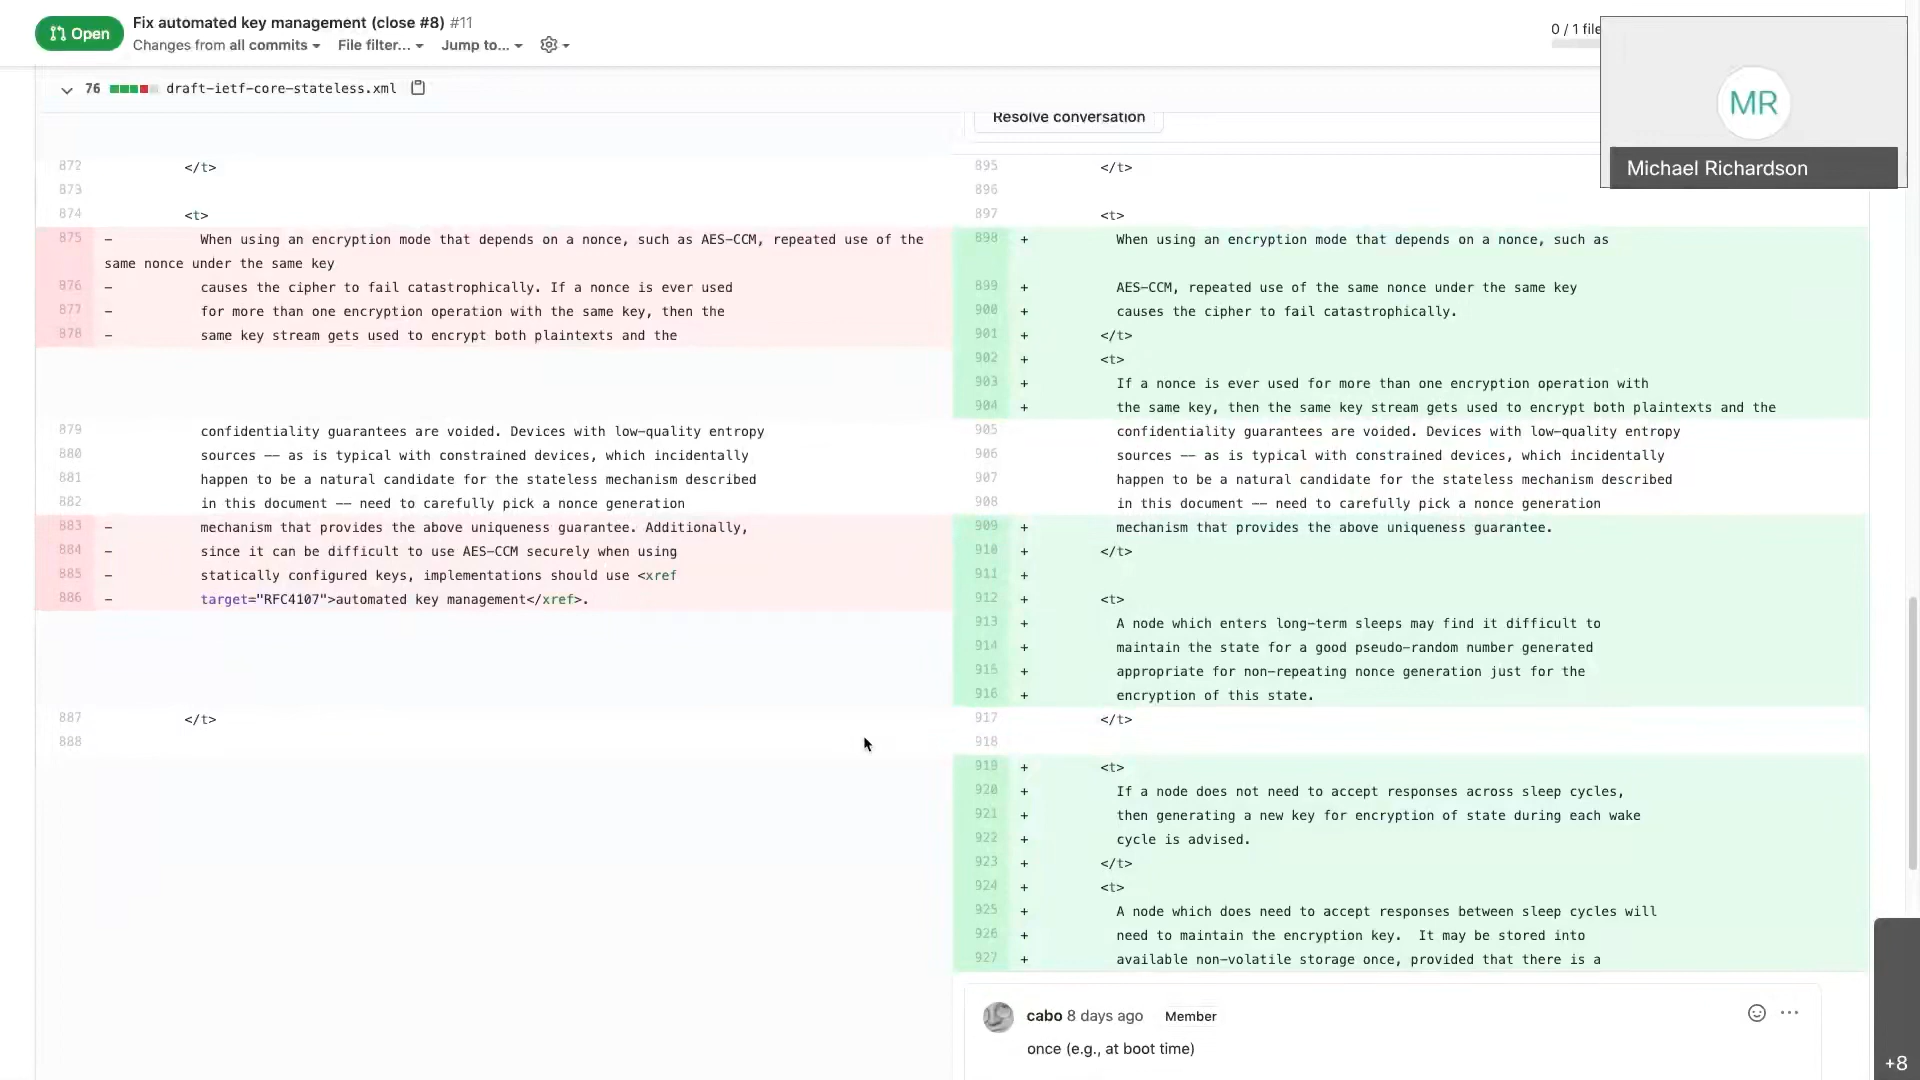 Open
Fix automated key management (close #8) #11
Changes from all commits
File filter...
Jump to...
0 / 1 file
MR
Michael Richardson
76 draft-ietf-core-stateless.xml
Resolve conversation
872 </t>
873
874 <t>
875 - When using an encryption mode that depends on a nonce, such as AES-CCM, repeated use of the
same nonce under the same key
876 - causes the cipher to fail catastrophically. If a nonce is ever used
877 - for more than one encryption operation with the same key, then the
878 - same key stream gets used to encrypt both plaintexts and the
879 confidentiality guarantees are voided. Devices with low-quality entropy
880 sources -- as is typical with constrained devices, which incidentally
881 happen to be a natural candidate for the stateless mechanism described
882 in this document -- need to carefully pick a nonce generation
883 - mechanism that provides the above uniqueness guarantee. Additionally,
884 - since it can be difficult to use AES-CCM securely when using
885 - statically configured keys, implementations should use <xref
886 - target="RFC4107">automated key management</xref>.
887 </t>
888
895 </t>
896
897 <t>
898 + When using an encryption mode that depends on a nonce, such as
899 + AES-CCM, repeated use of the same nonce under the same key
900 + causes the cipher to fail catastrophically.
901 + </t>
902 + <t>
903 + If a nonce is ever used for more than one encryption operation with
904 + the same key, then the same key stream gets used to encrypt both plaintexts and the
905 confidentiality guarantees are voided. Devices with low-quality entropy
906 sources -- as is typical with constrained devices, which incidentally
907 happen to be a natural candidate for the stateless mechanism described
908 in this document -- need to carefully pick a nonce generation
909 + mechanism that provides the above uniqueness guarantee.
910 + </t>
911 +
912 + <t>
913 + A node which enters long-term sleeps may find it difficult to
914 + maintain the state for a good pseudo-random number generated
915 + appropriate for non-repeating nonce generation just for the
916 + encryption of this state.
917 </t>
918
919 + <t>
920 + If a node does not need to accept responses across sleep cycles,
921 + then generating a new key for encryption of state during each wake
922 + cycle is advised.
923 + </t>
924 + <t>
925 + A node which does need to accept responses between sleep cycles will
926 + need to maintain the encryption key.  It may be stored into
927 + available non-volatile storage once, provided that there is a
cabo 8 days ago Member
once (e.g., at boot time)
+8